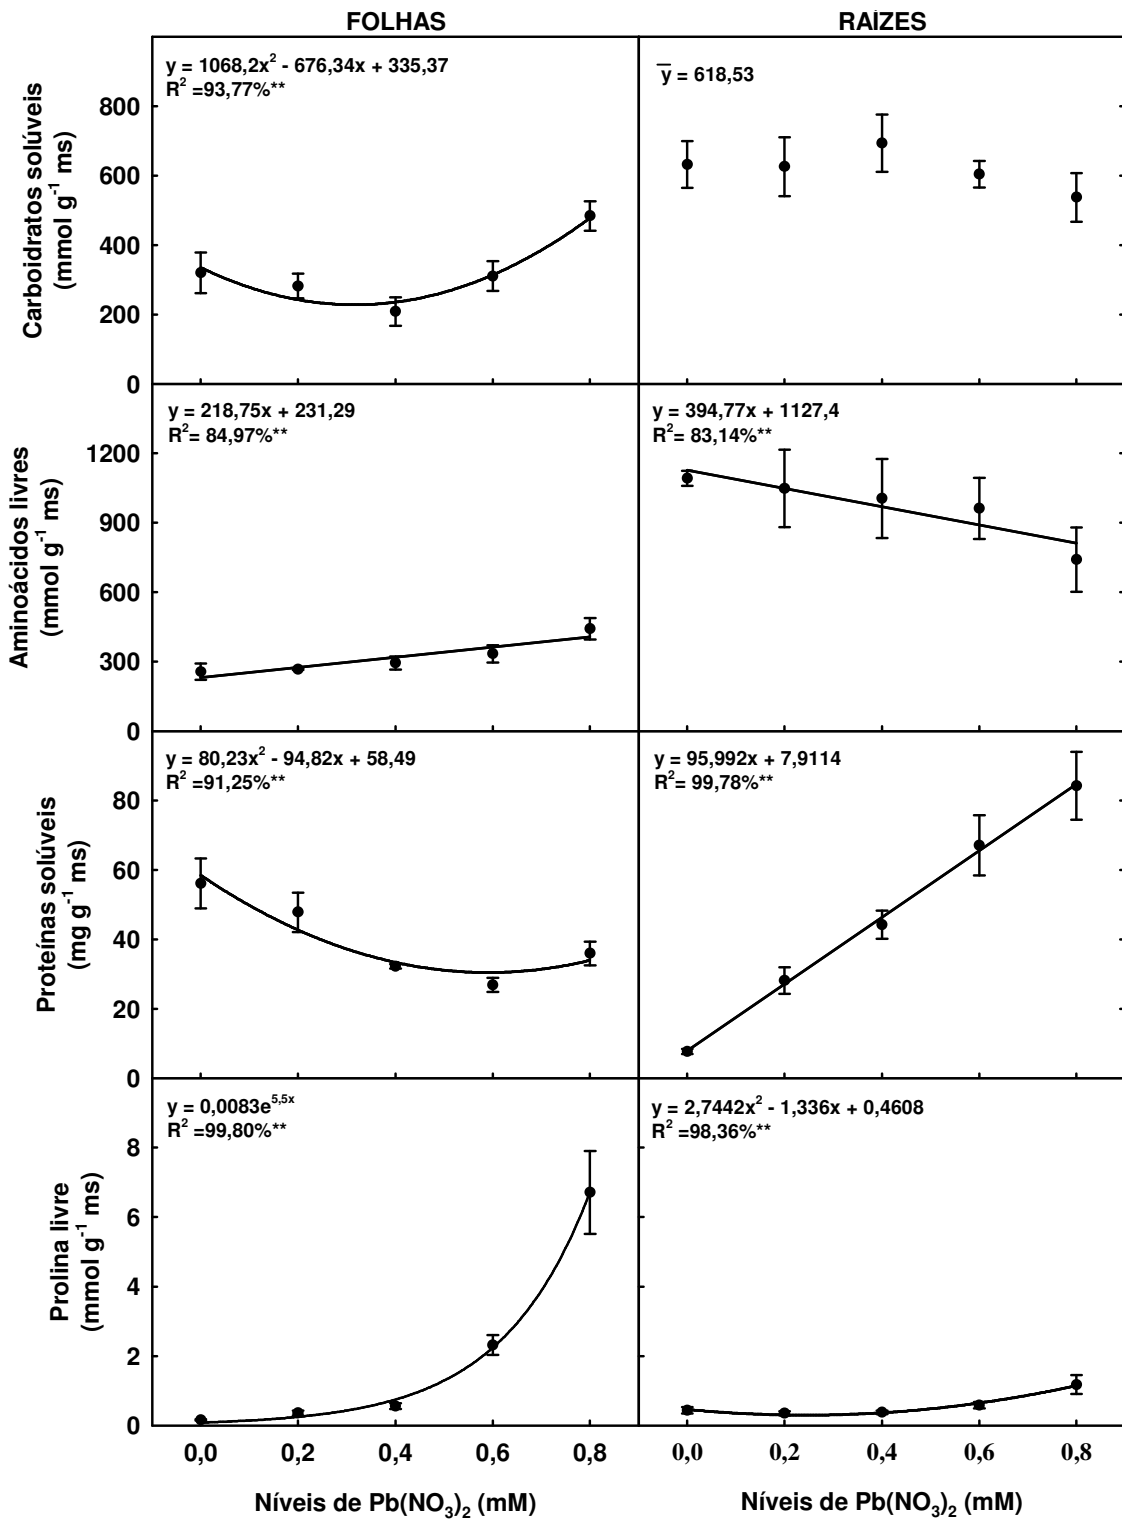 FOLHAS
RAÍZES
y = 1068,2x² - 676,34x + 335,37
R² =93,77%**
y̅ = 618,53
Carboidratos solúveis
(mmol g⁻¹ ms)
800
600
400
200
0
y = 218,75x + 231,29
R²= 84,97%**
y = 394,77x + 1127,4
R²= 83,14%**
Aminoácidos livres
(mmol g⁻¹ ms)
1200
900
600
300
0
y = 80,23x² - 94,82x + 58,49
R² =91,25%**
y = 95,992x + 7,9114
R²= 99,78%**
Proteínas solúveis
(mg g⁻¹ ms)
80
60
40
20
0
y = 0,0083e⁵,⁵ˣ
R² =99,80%**
y = 2,7442x² - 1,336x + 0,4608
R² =98,36%**
Prolina livre
(mmol g⁻¹ ms)
8
6
4
2
0
0,0 0,2 0,4 0,6 0,8
0,0 0,2 0,4 0,6 0,8
Níveis de Pb(NO₃)₂ (mM)
Níveis de Pb(NO₃)₂ (mM)